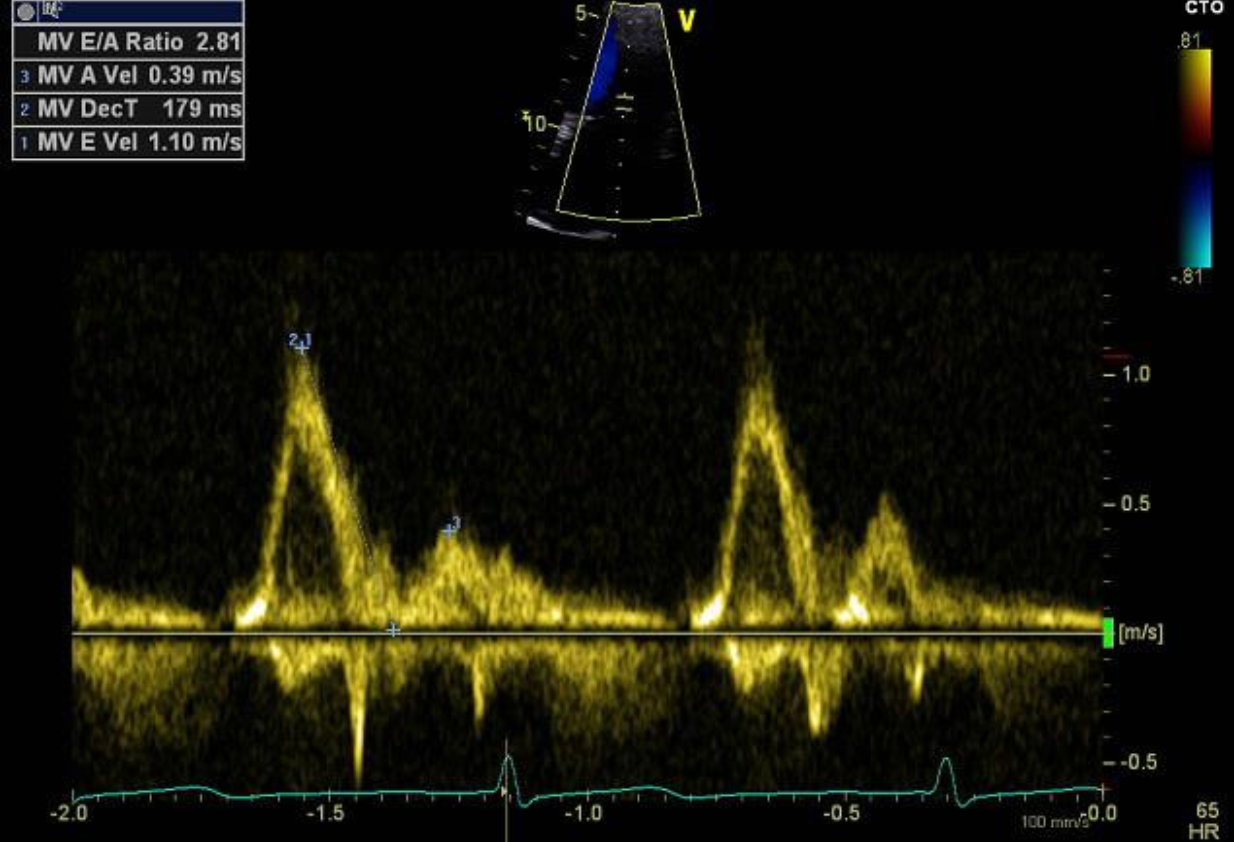 MV E/A Ratio 2.81
3 MV A Vel 0.39 m/s
2 MV DecT 179 ms
1 MV E Vel 1.10 m/s
5
V
10
CTO
.81
-.81
2 1
3
1.0
0.5
[m/s]
-0.5
-2.0 -1.5 -1.0 -0.5 -0.0
100 mm/s
65
HR